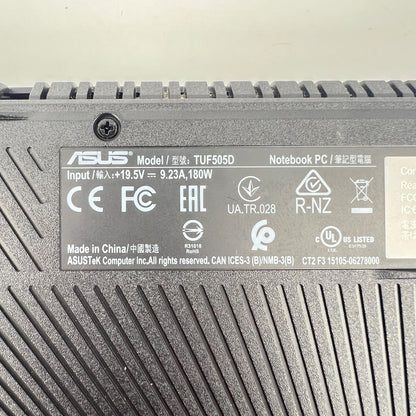 ASUS Model / 型號: TUF505D Notebook PC / 筆記型電腦
Input / 輸入: +19.5V⎓ 9.23A,180W
CE FC EAC UA.TR.028 R-NZ
R31018 RoHS
c UL US LISTED
Made in China/中國製造
ASUSTeK Computer Inc.All rights reserved. CAN ICES-3 (B)/NMB-3(B) CT2 F3 15105-06278000